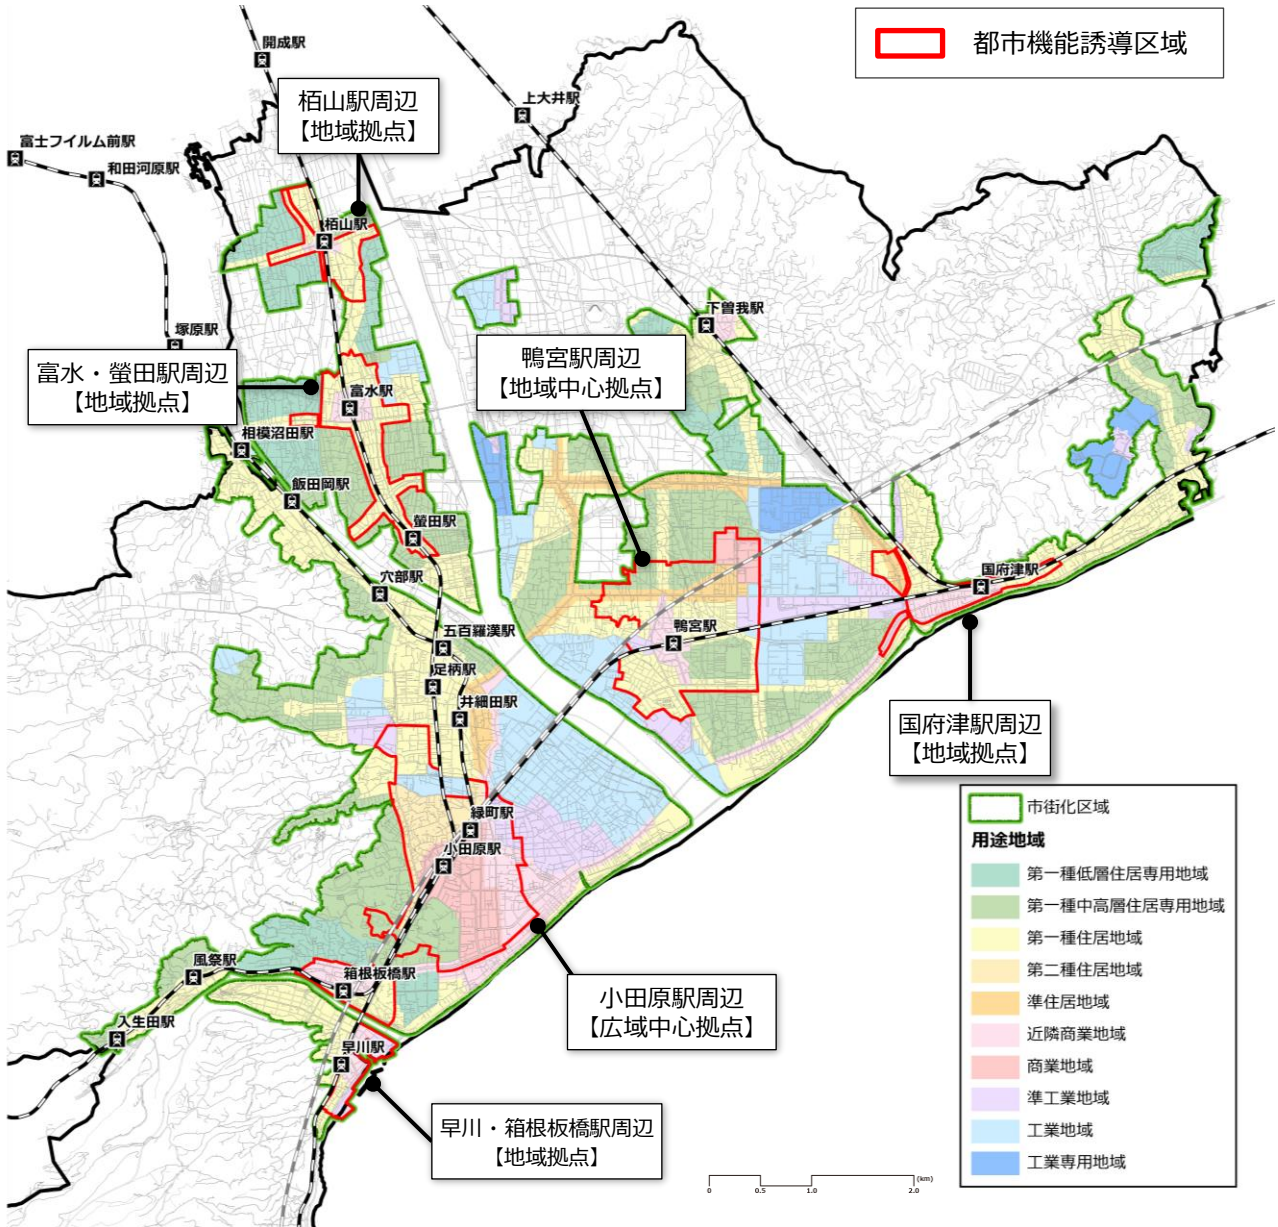 都市機能誘導区域
開成駅
栢山駅周辺
【地域拠点】
上大井駅
富士フイルム前駅
和田河原駅
栢山駅
下曽我駅
塚原駅
富水・螢田駅周辺
【地域拠点】
鴨宮駅周辺
【地域中心拠点】
富水駅
相模沼田駅
飯田岡駅
螢田駅
穴部駅
国府津駅
五百羅漢駅
鴨宮駅
足柄駅
井細田駅
国府津駅周辺
【地域拠点】
緑町駅
小田原駅
風祭駅
箱根板橋駅
入生田駅
小田原駅周辺
【広域中心拠点】
早川駅
早川・箱根板橋駅周辺
【地域拠点】
市街化区域
用途地域
第一種低層住居専用地域
第一種中高層住居専用地域
第一種住居地域
第二種住居地域
準住居地域
近隣商業地域
商業地域
準工業地域
工業地域
工業専用地域
0 0.5 1.0 2.0 (km)